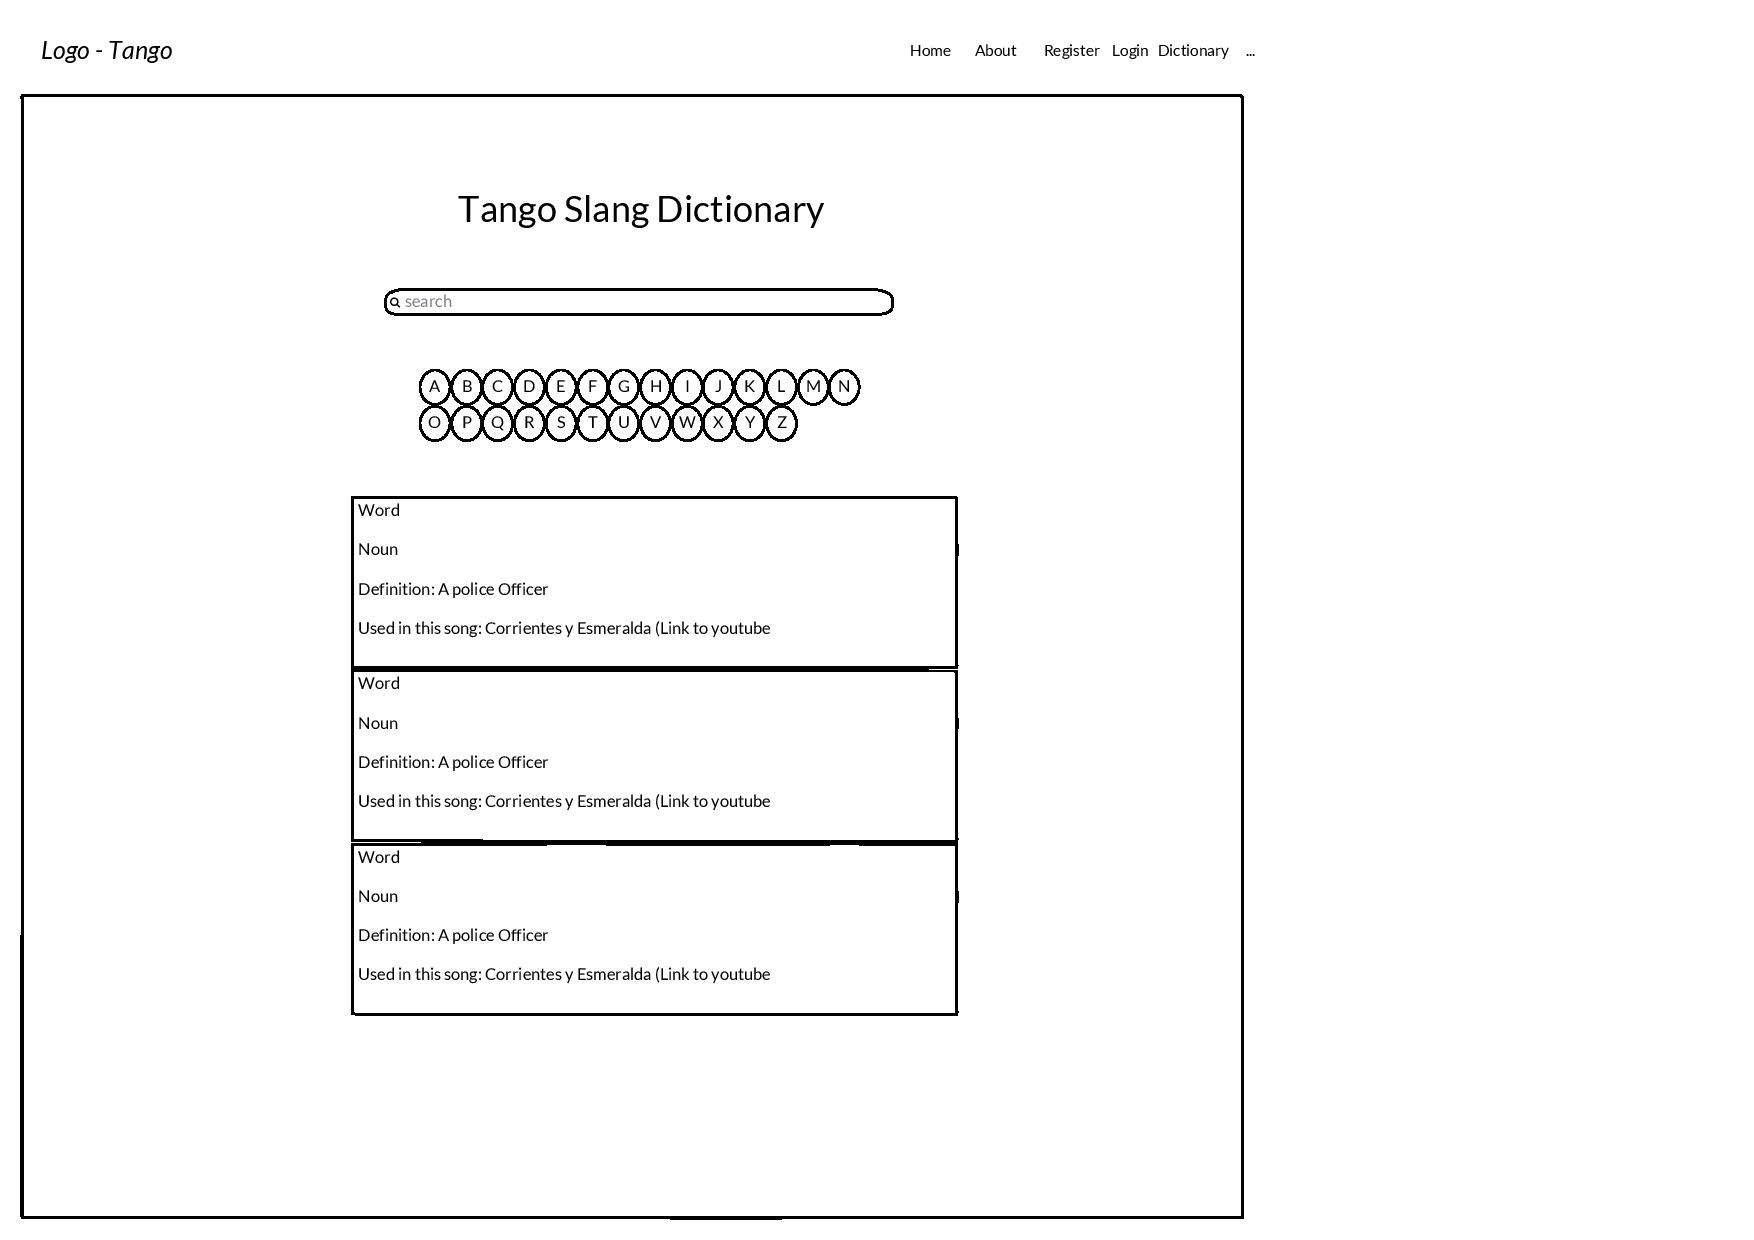 Logo - Tango
Home About Register Login Dictionary ...
Tango Slang Dictionary
search
A B C D E F G H I J K L M N
O P Q R S T U V W X Y Z
Word
Noun
Definition: A police Officer
Used in this song: Corrientes y Esmeralda (Link to youtube
Word
Noun
Definition: A police Officer
Used in this song: Corrientes y Esmeralda (Link to youtube
Word
Noun
Definition: A police Officer
Used in this song: Corrientes y Esmeralda (Link to youtube